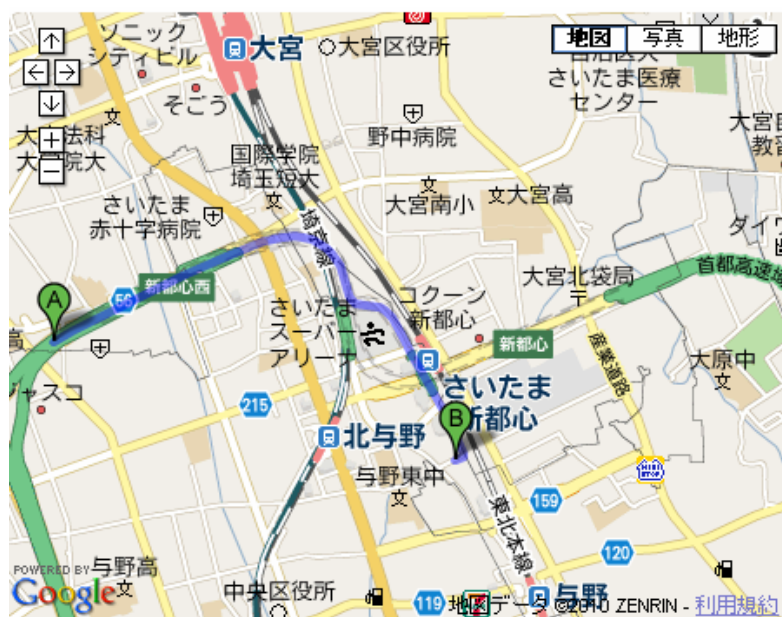 ソニック
シティビル
大宮
大宮区役所
地図
写真
地形
さいたま医療
センター
そごう
野中病院
国際学院
埼玉短大
大宮南小
大宮高
さいたま
赤十字病院
埼京線
大宮北袋局
首都高速埼
A
56
新都心西
さいたま
スーパー
アリーナ
コクーン
新都心
新都心
産業道路
大原中
215
さいたま
新都心
B
北与野
与野東中
159
東北本線
120
与野高
中央区役所
119
与野
POWERED BY
Google
地図データ ©2010 ZENRIN - 利用規約